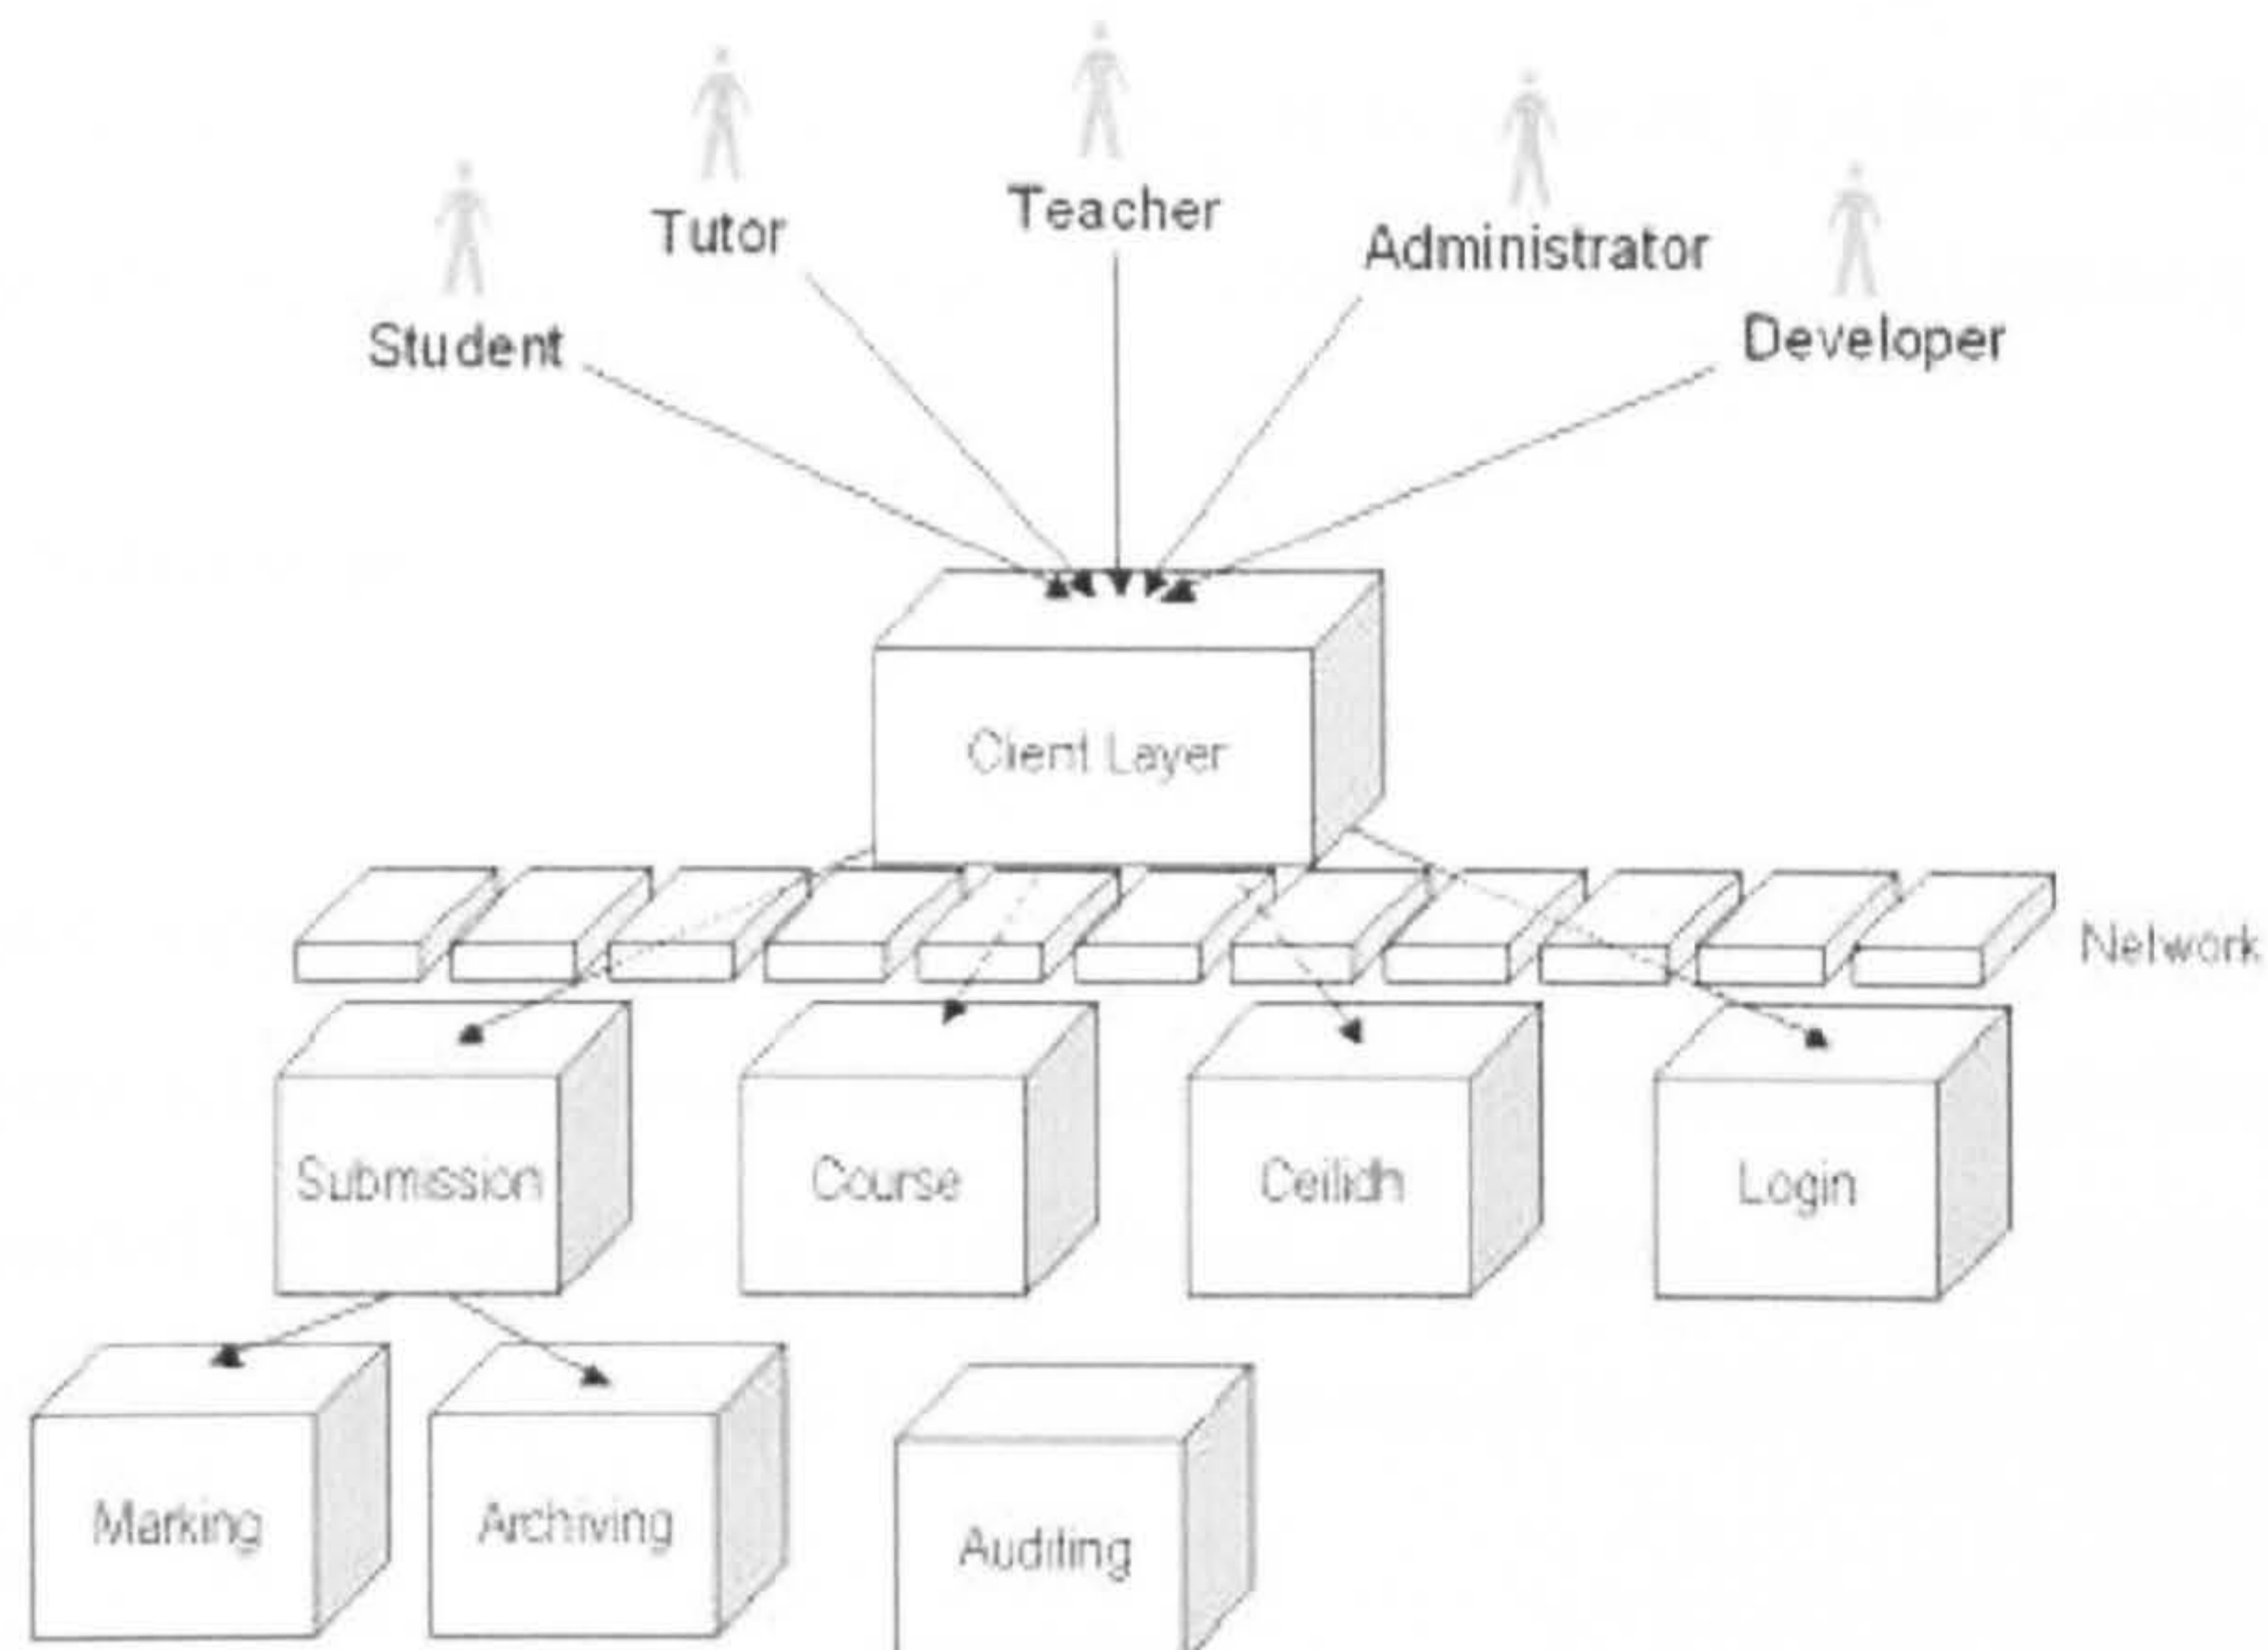 Teacher
Tutor
Administrator
Student
Developer
Client Layer
Network
Submission
Course
Ceilidh
Login
Marking
Archiving
Auditing